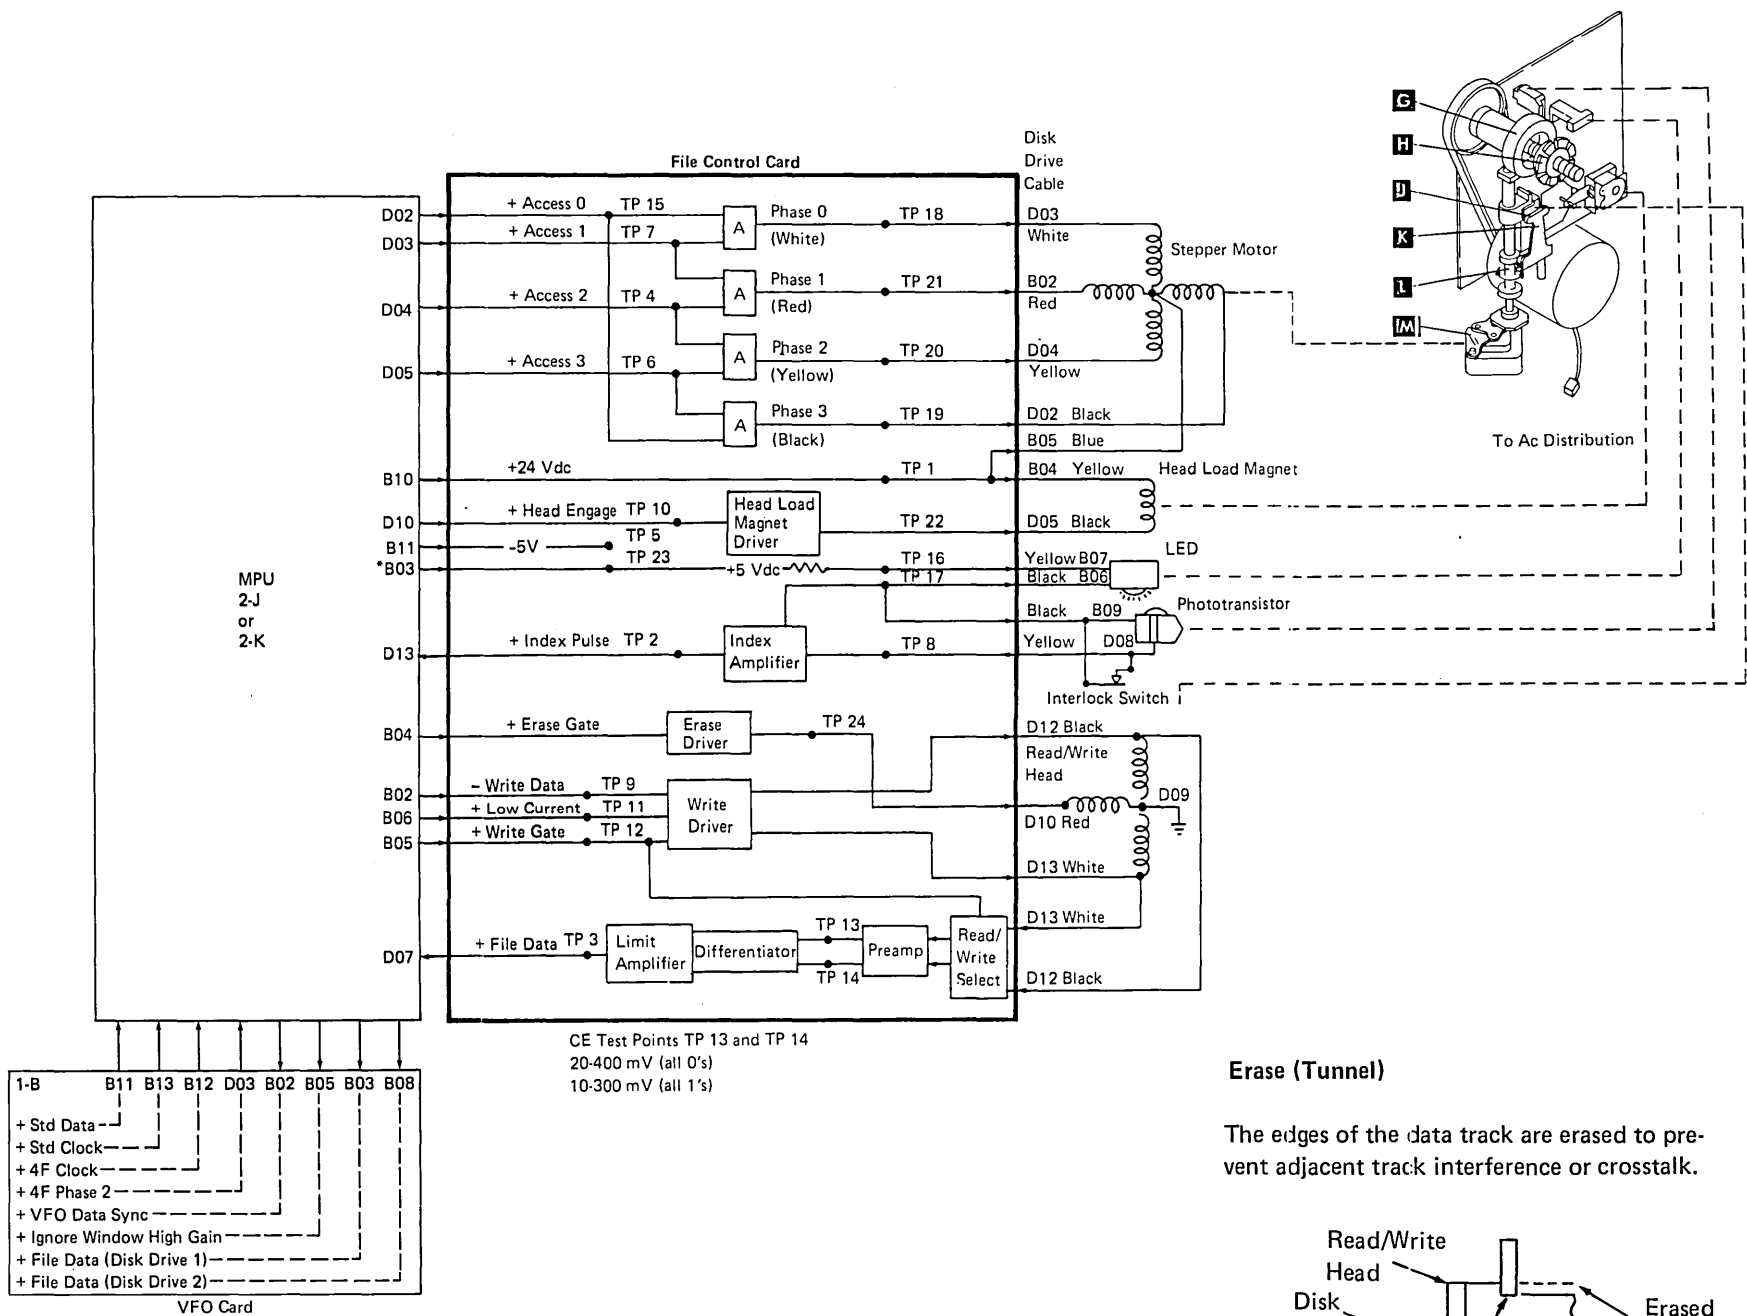 File Control Card
Disk
Drive
Cable
MPU
2-J
or
2-K
D02
+ Access 0 TP 15
D03
+ Access 1 TP 7
D04
+ Access 2 TP 4
D05
+ Access 3 TP 6
A
Phase 0
(White)
TP 18
D03
White
A
Phase 1
(Red)
TP 21
B02
Red
A
Phase 2
(Yellow)
TP 20
D04
Yellow
A
Phase 3
(Black)
TP 19
D02 Black
B05 Blue
Stepper Motor
B10
+24 Vdc
TP 1
B04 Yellow
Head Load Magnet
D10
+ Head Engage TP 10
Head Load
Magnet
Driver
TP 22
D05 Black
B11
-5V
TP 5
*B03
TP 23
+5 Vdc
TP 16
TP 17
Yellow B07
Black B06
LED
Black B09
Phototransistor
D13
+ Index Pulse TP 2
Index
Amplifier
TP 8
Yellow D08
Interlock Switch
B04
+ Erase Gate
Erase
Driver
TP 24
D12 Black
Read/Write
Head
B02
– Write Data TP 9
B06
+ Low Current TP 11
B05
+ Write Gate TP 12
Write
Driver
D09
D10 Red
D13 White
D13 White
D07
+ File Data TP 3
Limit
Amplifier
Differentiator
TP 13
TP 14
Preamp
Read/
Write
Select
D12 Black
CE Test Points TP 13 and TP 14
20-400 mV (all 0's)
10-300 mV (all 1's)
G
H
J
K
L
M
To Ac Distribution
1-B B11 B13 B12 D03 B02 B05 B03 B08
+ Std Data
+ Std Clock
+ 4F Clock
+ 4F Phase 2
+ VFO Data Sync
+ Ignore Window High Gain
+ File Data (Disk Drive 1)
+ File Data (Disk Drive 2)
VFO Card
Erase (Tunnel)
The edges of the data track are erased to pre-
vent adjacent track interference or crosstalk.
Read/Write
Head
Disk
Erased